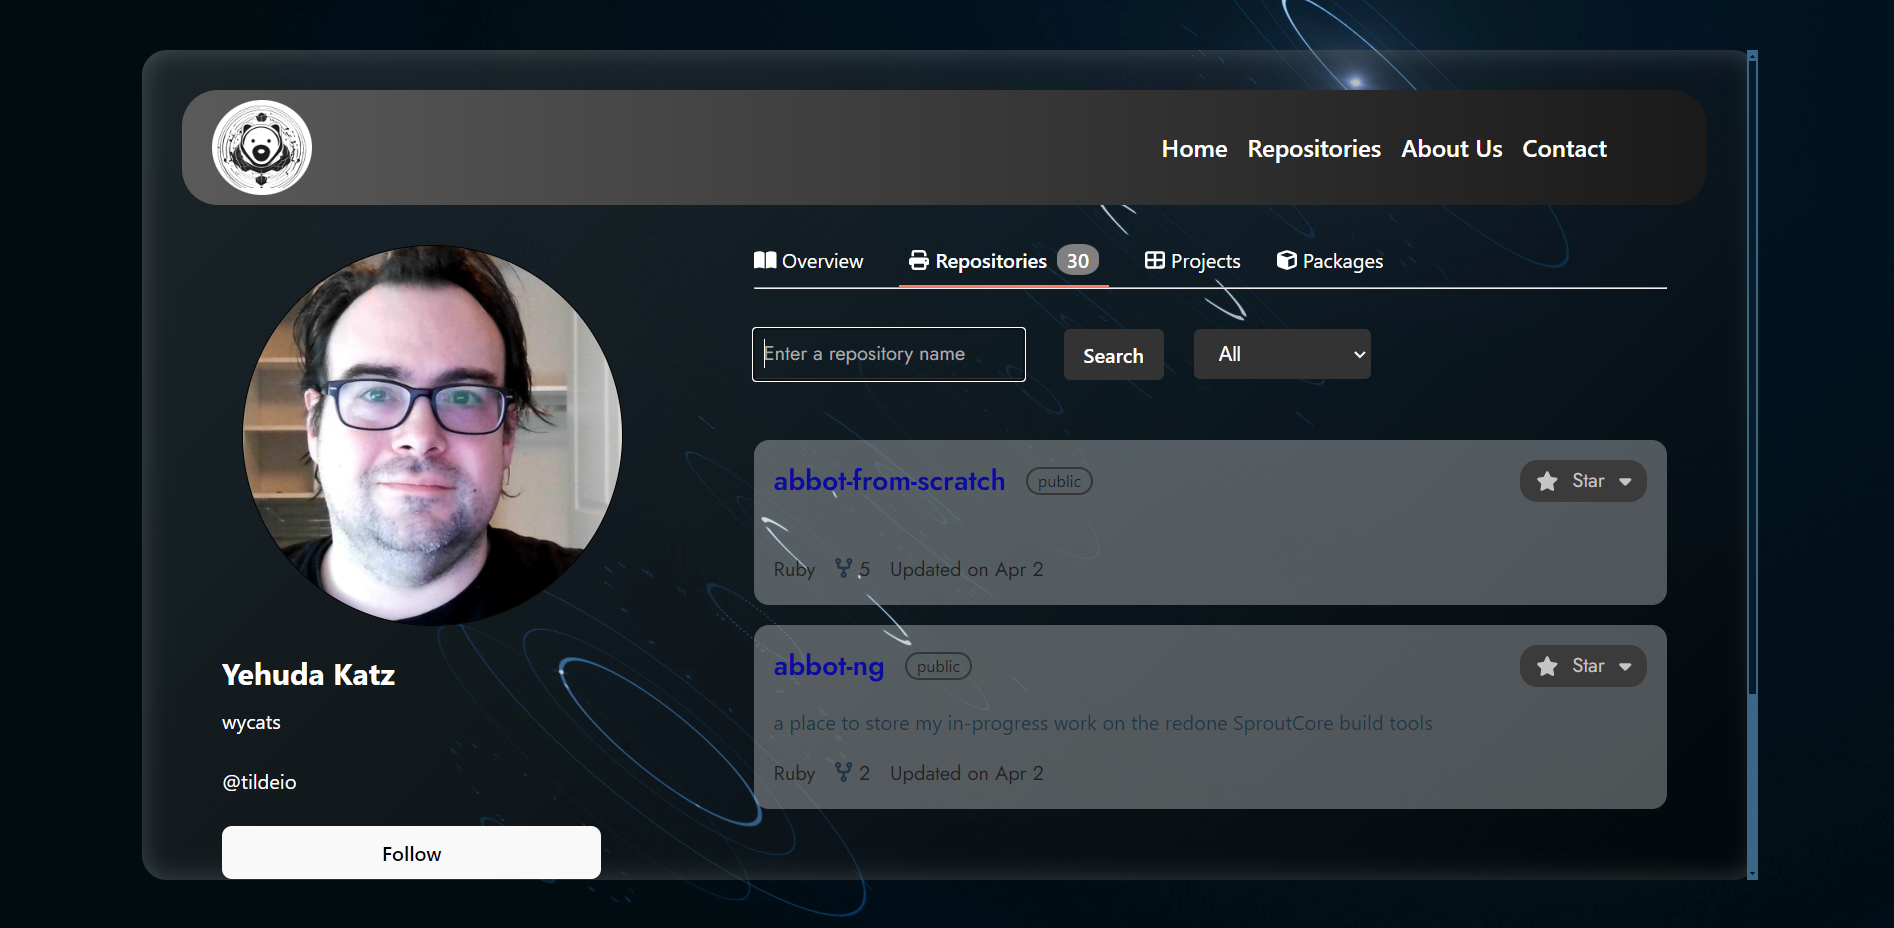 Home Repositories About Us Contact
Overview Repositories 30 Projects Packages
Enter a repository name Search All
abbot-from-scratch public Star
Ruby 5 Updated on Apr 2
abbot-ng public Star
a place to store my in-progress work on the redone SproutCore build tools
Ruby 2 Updated on Apr 2
Yehuda Katz
wycats
@tildeio
Follow